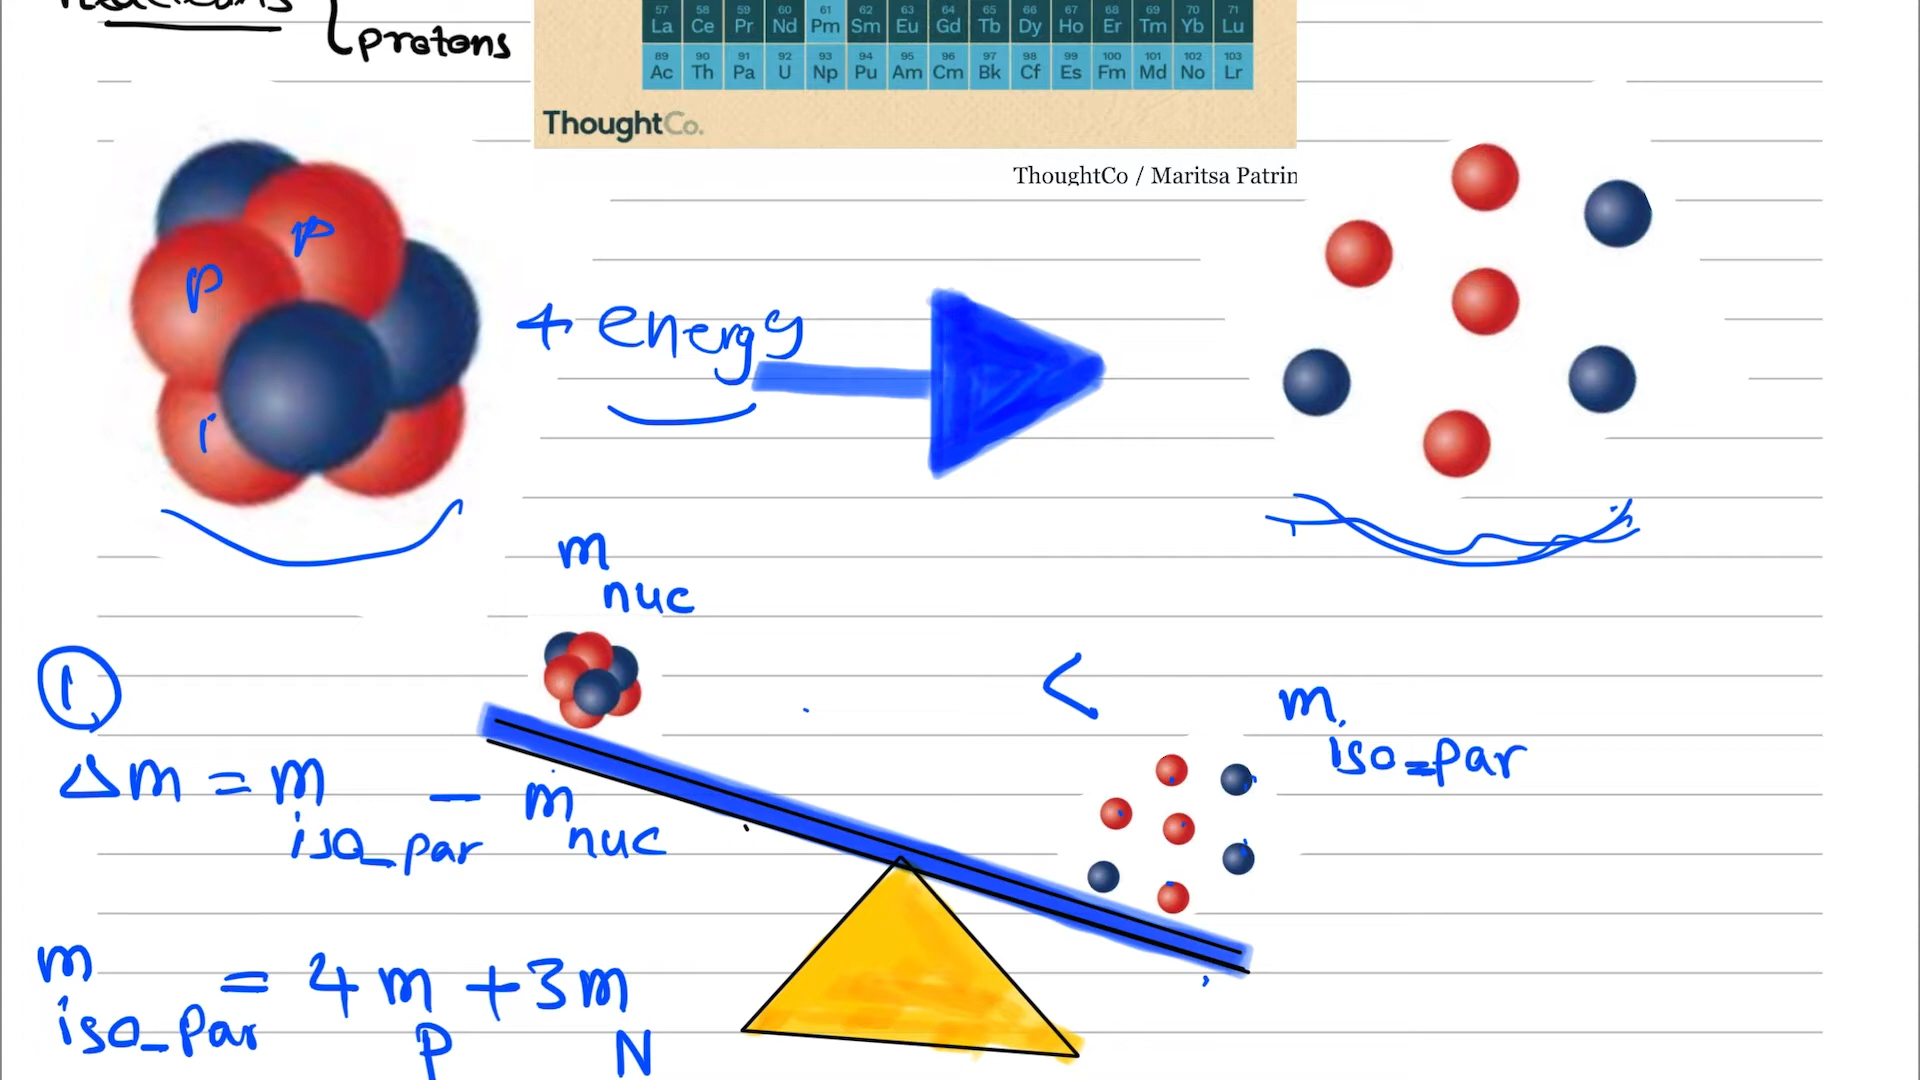 protons
57 58 59 60 61 62 63 64 65 66 67 68 69 70 71
La Ce Pr Nd Pm Sm Eu Gd Tb Dy Ho Er Tm Yb Lu
89 90 91 92 93 94 95 96 97 98 99 100 101 102 103
Ac Th Pa U Np Pu Am Cm Bk Cf Es Fm Md No Lr
ThoughtCo.
ThoughtCo / Maritsa Patrin
p
p
+ energy
m nuc
1
<
m iso_par
Δm = m iso_par - m nuc
m iso_par = 4 m p + 3 m N